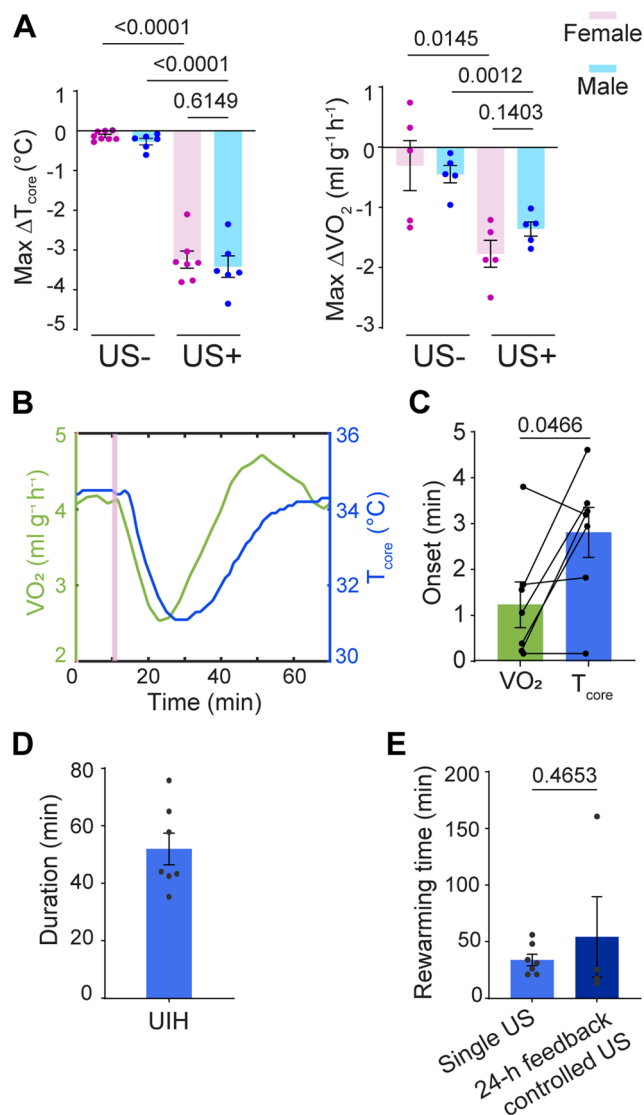 A
Female
Male
<.0001
<.0001
0.6149
0.0145
0.0012
0.1403
1
0
-1
-2
-3
-4
-5
Max ΔTcore (°C)
US- US+
1
0
-1
-2
-3
Max ΔVO₂ (ml g⁻¹ h⁻¹)
US- US+
B
5
4
3
2
VO₂ (ml g⁻¹ h⁻¹)
36
34
32
30
Tcore (°C)
0 20 40 60
Time (min)
C
0.0466
5
4
3
2
1
0
Onset (min)
VO₂ Tcore
D
80
60
40
20
0
Duration (min)
UIH
E
0.4653
200
150
100
50
0
Rewarming time (min)
Single US
24-h feedback
controlled US